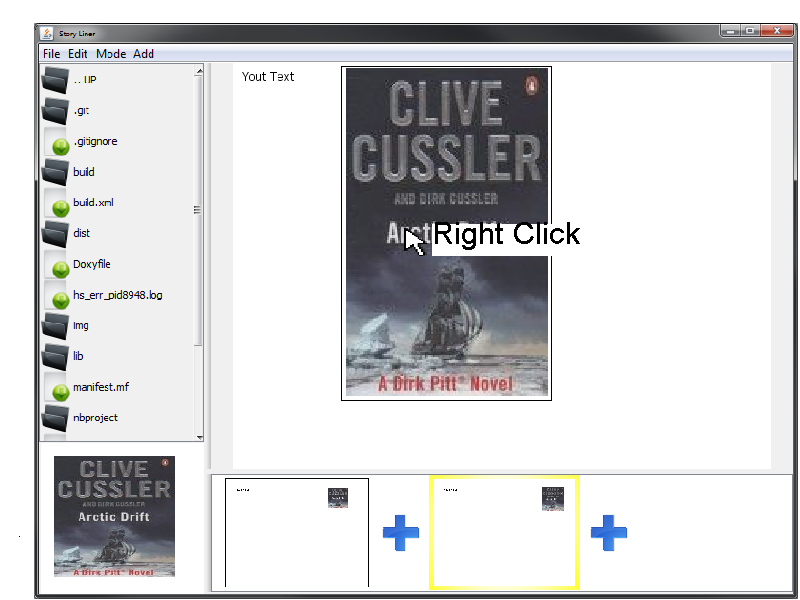 Story Liner
File Edit Mode Add
.. UP
.git
.gitignore
build
build.xml
dist
Doxyfile
hs_err_pid8948.log
img
lib
manifest.mf
nbproject
Yout Text
CLIVE
CUSSLER
AND DIRK CUSSLER
Arctic Drift
Right Click
A Dirk Pitt® Novel
CLIVE
CUSSLER
AND DIRK CUSSLER
Arctic Drift
A Dirk Pitt® Novel